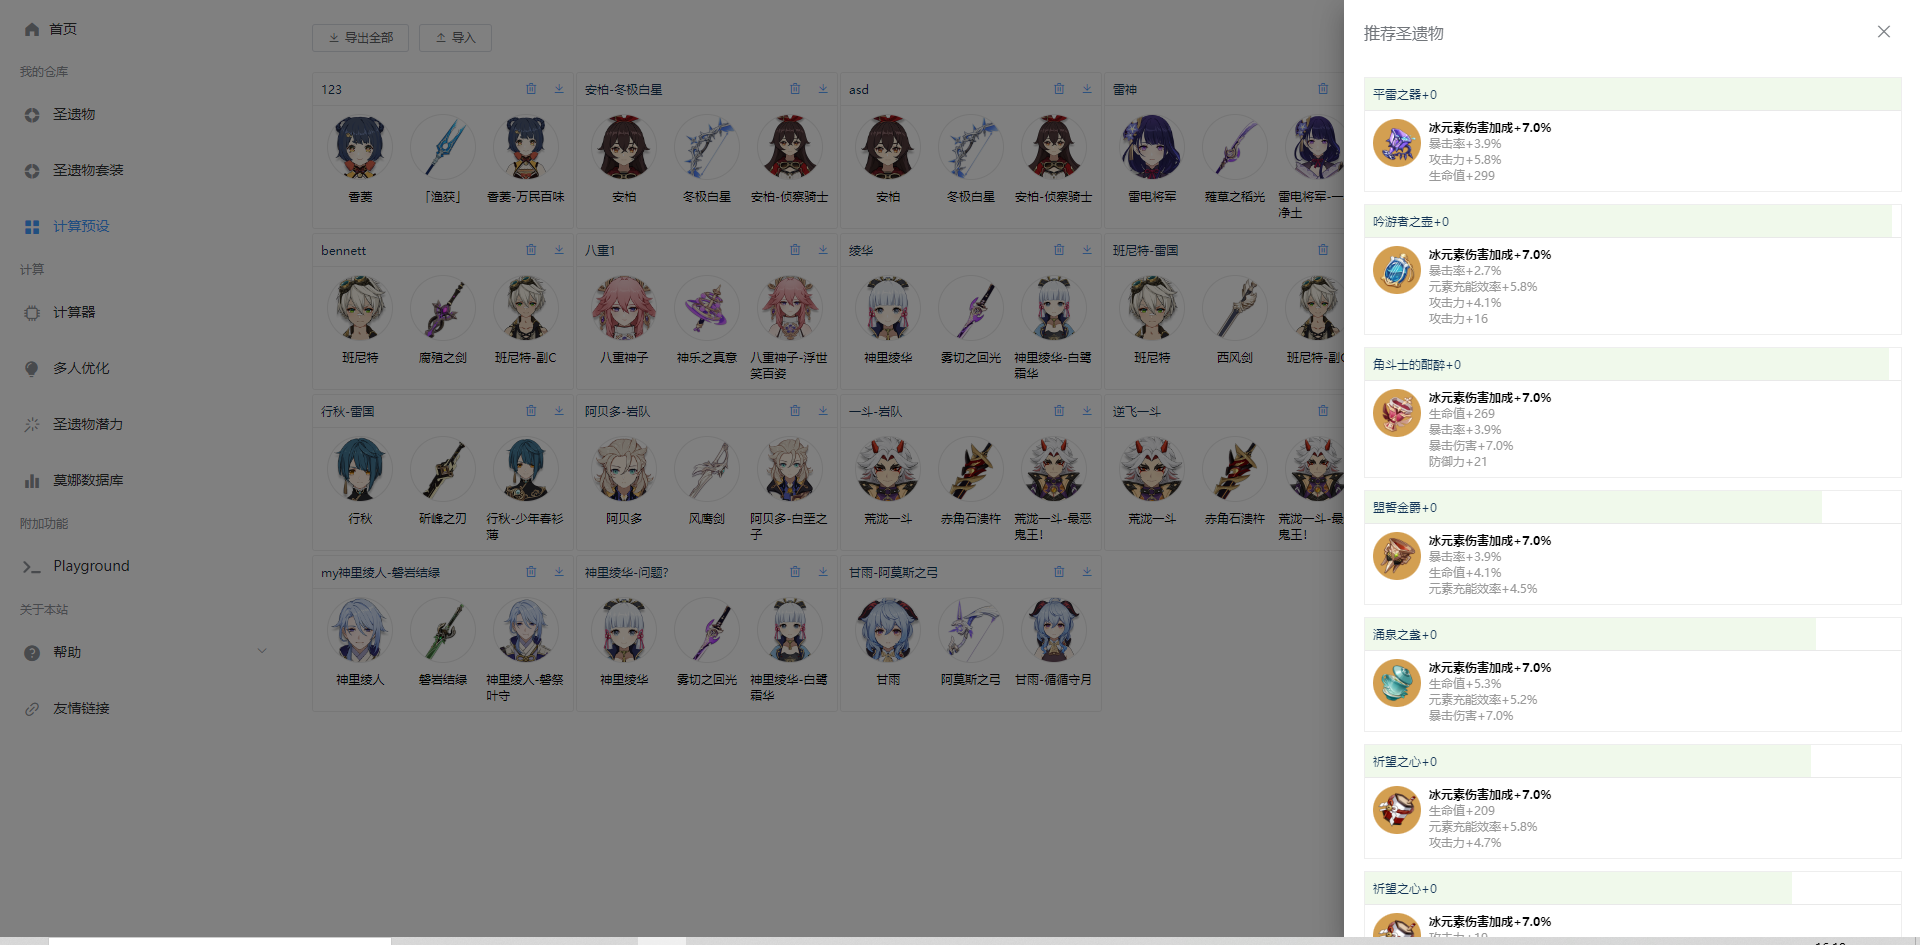 首页
我的仓库
圣遗物
圣遗物套装
计算预设
计算
计算器
多人优化
圣遗物潜力
莫娜数据库
附加功能
Playground
关于本站
帮助
友情链接
导出全部
导入
123
香菱
「渔获」
香菱-万民百味
安柏-冬极白星
安柏
冬极白星
安柏-侦察骑士
asd
安柏
冬极白星
安柏-侦察骑士
雷神
雷电将军
薙草之稻光
雷电将军-一
净土
bennett
班尼特
腐殖之剑
班尼特-副C
八重1
八重神子
神乐之真意
八重神子-浮世
笑百姿
绫华
神里绫华
雾切之回光
神里绫华-白鹭
霜华
班尼特-雷国
班尼特
西风剑
班尼特-副C
行秋-雷国
行秋
斫峰之刃
行秋-少年春衫
薄
阿贝多-岩队
阿贝多
风鹰剑
阿贝多-白垩之
子
一斗-岩队
荒泷一斗
赤角石溃杵
荒泷一斗-最恶
鬼王!
逆飞一斗
荒泷一斗
赤角石溃杵
荒泷一斗-最
鬼王!
my神里绫人-磐岩结绿
神里绫人
磐岩结绿
神里绫人-磐祭
叶守
神里绫华-问题?
神里绫华
雾切之回光
神里绫华-白鹭
霜华
甘雨-阿莫斯之弓
甘雨
阿莫斯之弓
甘雨-循循守月
推荐圣遗物
平雷之器+0
冰元素伤害加成+7.0%
暴击率+3.9%
攻击力+5.8%
生命值+299
吟游者之壶+0
冰元素伤害加成+7.0%
暴击率+2.7%
元素充能效率+5.8%
攻击力+4.1%
攻击力+16
角斗士的酣醉+0
冰元素伤害加成+7.0%
生命值+269
暴击率+3.9%
暴击伤害+7.0%
防御力+21
盟誓金爵+0
冰元素伤害加成+7.0%
暴击率+3.9%
生命值+4.1%
元素充能效率+4.5%
涌泉之盏+0
冰元素伤害加成+7.0%
生命值+5.3%
元素充能效率+5.2%
暴击伤害+7.0%
祈望之心+0
冰元素伤害加成+7.0%
生命值+209
元素充能效率+5.8%
攻击力+4.7%
祈望之心+0
冰元素伤害加成+7.0%